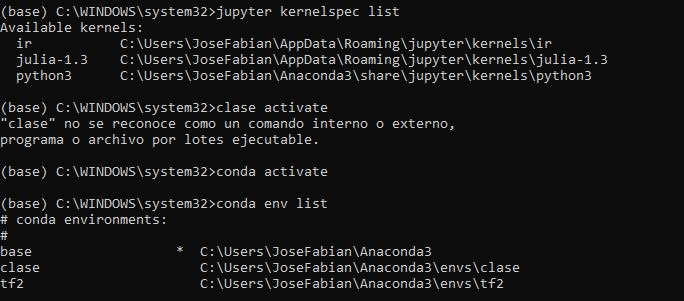 (base) C:\WINDOWS\system32>jupyter kernelspec list
Available kernels:
  ir           C:\Users\JoseFabian\AppData\Roaming\jupyter\kernels\ir
  julia-1.3    C:\Users\JoseFabian\AppData\Roaming\jupyter\kernels\julia-1.3
  python3      C:\Users\JoseFabian\Anaconda3\share\jupyter\kernels\python3
(base) C:\WINDOWS\system32>clase activate
"clase" no se reconoce como un comando interno o externo,
programa o archivo por lotes ejecutable.
(base) C:\WINDOWS\system32>conda activate
(base) C:\WINDOWS\system32>conda env list
# conda environments:
#
base                  *  C:\Users\JoseFabian\Anaconda3
clase                    C:\Users\JoseFabian\Anaconda3\envs\clase
tf2                      C:\Users\JoseFabian\Anaconda3\envs\tf2